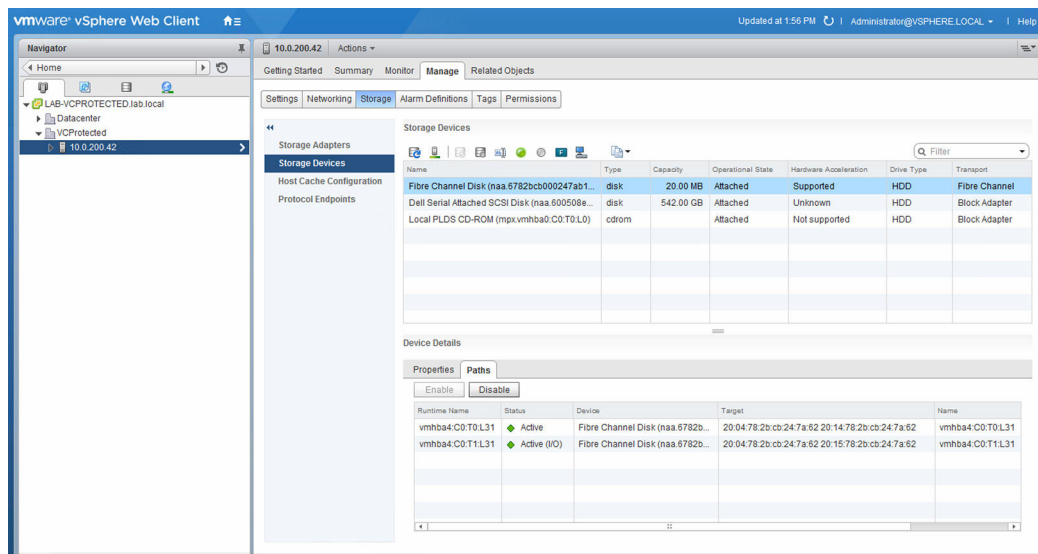 vmware® vSphere Web Client
Updated at 1:56 PM | Administrator@VSPHERE.LOCAL | Help
Navigator
Home
LAB-VCPROTECTED.lab.local
Datacenter
VCProtected
10.0.200.42
10.0.200.42 Actions
Getting Started Summary Monitor Manage Related Objects
Settings Networking Storage Alarm Definitions Tags Permissions
Storage Adapters
Storage Devices
Host Cache Configuration
Protocol Endpoints
Storage Devices
Filter
Name Type Capacity Operational State Hardware Acceleration Drive Type Transport
Fibre Channel Disk (naa.6782bcb000247ab1... disk 20.00 MB Attached Supported HDD Fibre Channel
Dell Serial Attached SCSI Disk (naa.600508e... disk 542.00 GB Attached Unknown HDD Block Adapter
Local PLDS CD-ROM (mpx.vmhba0:C0:T0:L0) cdrom Attached Not supported HDD Block Adapter
Device Details
Properties Paths
Enable Disable
Runtime Name Status Device Target Name
vmhba4:C0:T0:L31 Active Fibre Channel Disk (naa.6782b... 20:04:78:2b:cb:24:7a:62 20:14:78:2b:cb:24:7a:62 vmhba4:C0:T0:L31
vmhba4:C0:T1:L31 Active (I/O) Fibre Channel Disk (naa.6782b... 20:04:78:2b:cb:24:7a:62 20:15:78:2b:cb:24:7a:62 vmhba4:C0:T1:L31